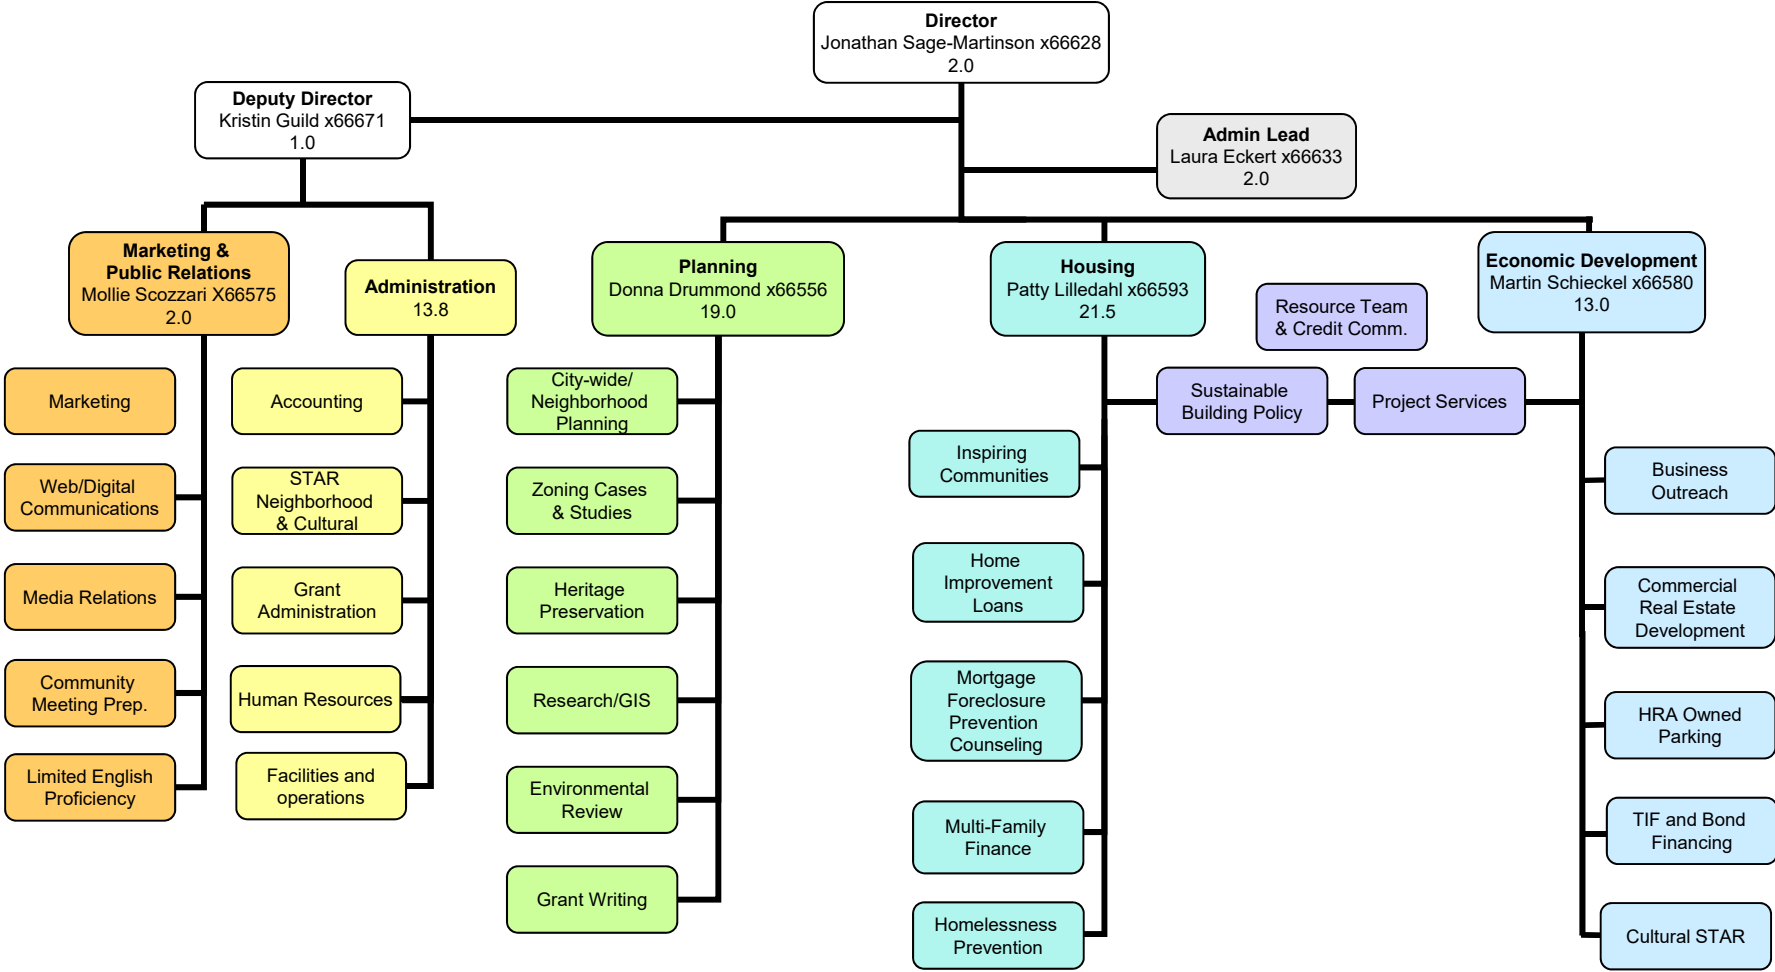 Director
Jonathan Sage-Martinson x66628
2.0
Deputy Director
Kristin Guild x66671
1.0
Admin Lead
Laura Eckert x66633
2.0
Marketing &
Public Relations
Mollie Scozzari X66575
2.0
Administration
13.8
Planning
Donna Drummond x66556
19.0
Housing
Patty Lilledahl x66593
21.5
Economic Development
Martin Schieckel x66580
13.0
Resource Team
& Credit Comm.
Sustainable
Building Policy
Project Services
Marketing
Web/Digital
Communications
Media Relations
Community
Meeting Prep.
Limited English
Proficiency
Accounting
STAR
Neighborhood
& Cultural
Grant
Administration
Human Resources
Facilities and
operations
City-wide/
Neighborhood
Planning
Zoning Cases
& Studies
Heritage
Preservation
Research/GIS
Environmental
Review
Grant Writing
Inspiring
Communities
Home
Improvement
Loans
Mortgage
Foreclosure
Prevention
Counseling
Multi-Family
Finance
Homelessness
Prevention
Business
Outreach
Commercial
Real Estate
Development
HRA Owned
Parking
TIF and Bond
Financing
Cultural STAR